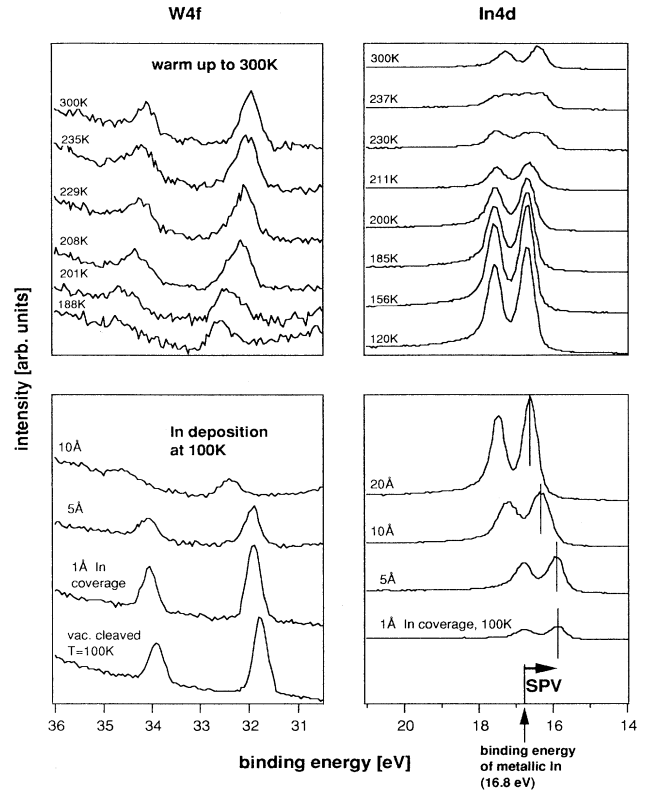 W4f
In4d
warm up to 300K
300K
235K
229K
208K
201K
188K
300K
237K
230K
211K
200K
185K
156K
120K
intensity [arb. units]
In deposition
at 100K
10Å
5Å
1Å In
coverage
vac. cleaved
T=100K
20Å
10Å
5Å
1Å In coverage, 100K
SPV
36 35 34 33 32 31
20 18 17 16 14
binding energy [eV]
binding energy
of metallic In
(16.8 eV)